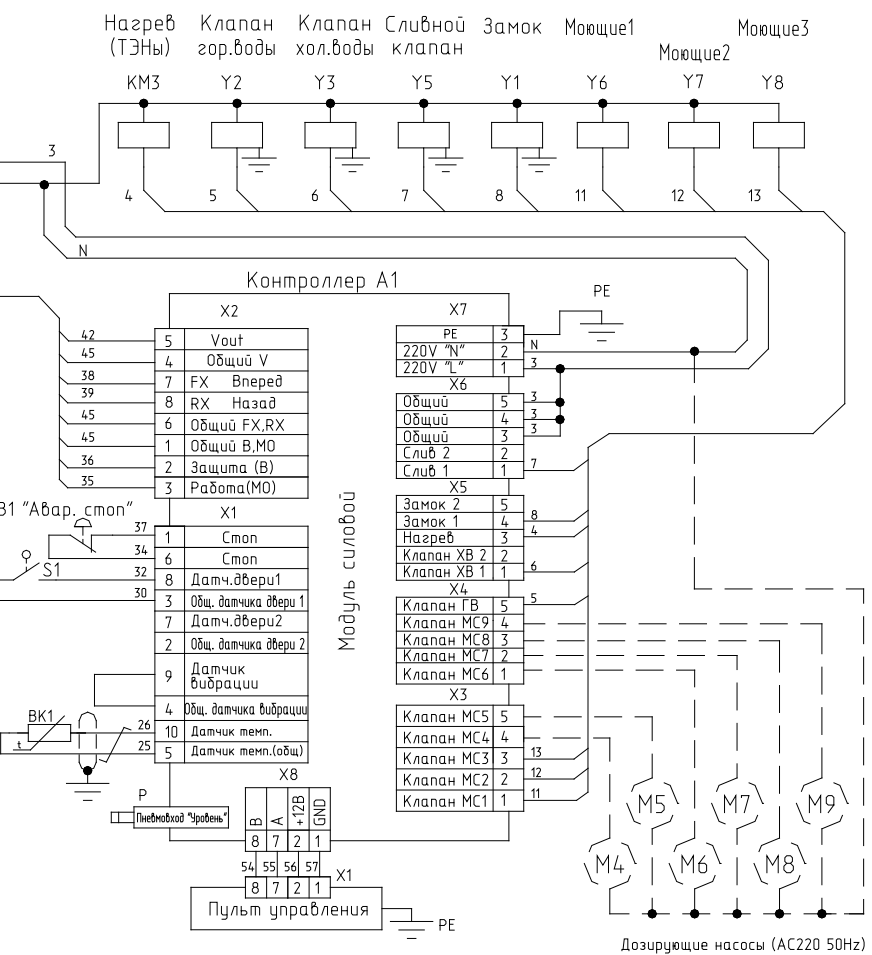 Нагрев Клапан Клапан Сливной Замок Моющие1 Моющие2 Моющие3
(ТЭНы) гор.воды хол.воды клапан
КМ3 Y2 Y3 Y5 Y1 Y6 Y7 Y8
3
4 5 6 7 8 11 12 13
N
Контроллер А1
PE
X2
42 5 Vout
45 4 Общий V
38 7 FX Вперед
39 8 RX Назад
45 6 Общий FX,RX
45 1 Общий В,МО
36 2 Защита (В)
35 3 Работа(МО)
X7
PE 3
220V "N" 2 N
220V "L" 1 3
X6
Общий 5 3
Общий 4 3
Общий 3 3
Слив 2 2
Слив 1 1 7
X5
Замок 2 5
Замок 1 4 8
Нагрев 3 4
Клапан ХВ 2 2
Клапан ХВ 1 1 6
X4
Клапан ГВ 5 5
Клапан МС9 4
Клапан МС8 3
Клапан МС7 2
Клапан МС6 1
X3
Клапан МС5 5
Клапан МС4 4
Клапан МС3 3 13
Клапан МС2 2 12
Клапан МС1 1 11
Модуль силовой
В1 "Авар. стоп"
S1
X1
37 1 Стоп
34 6 Стоп
32 8 Датч.двери1
30 3 Общ. датчика двери 1
7 Датч.двери2
2 Общ. датчика двери 2
9 Датчик
вибрации
4 Общ. датчика вибрации
26 10 Датчик темп.
25 5 Датчик темп.(общ)
BK1
t
P
Пневмовход "Уровень"
X8
В А +12В GND
8 7 2 1
54 55 56 57
X1
8 7 2 1
Пульт управления
PE
М5 М7 М9
М4 М6 М8
Дозирующие насосы (AC220 50Hz)